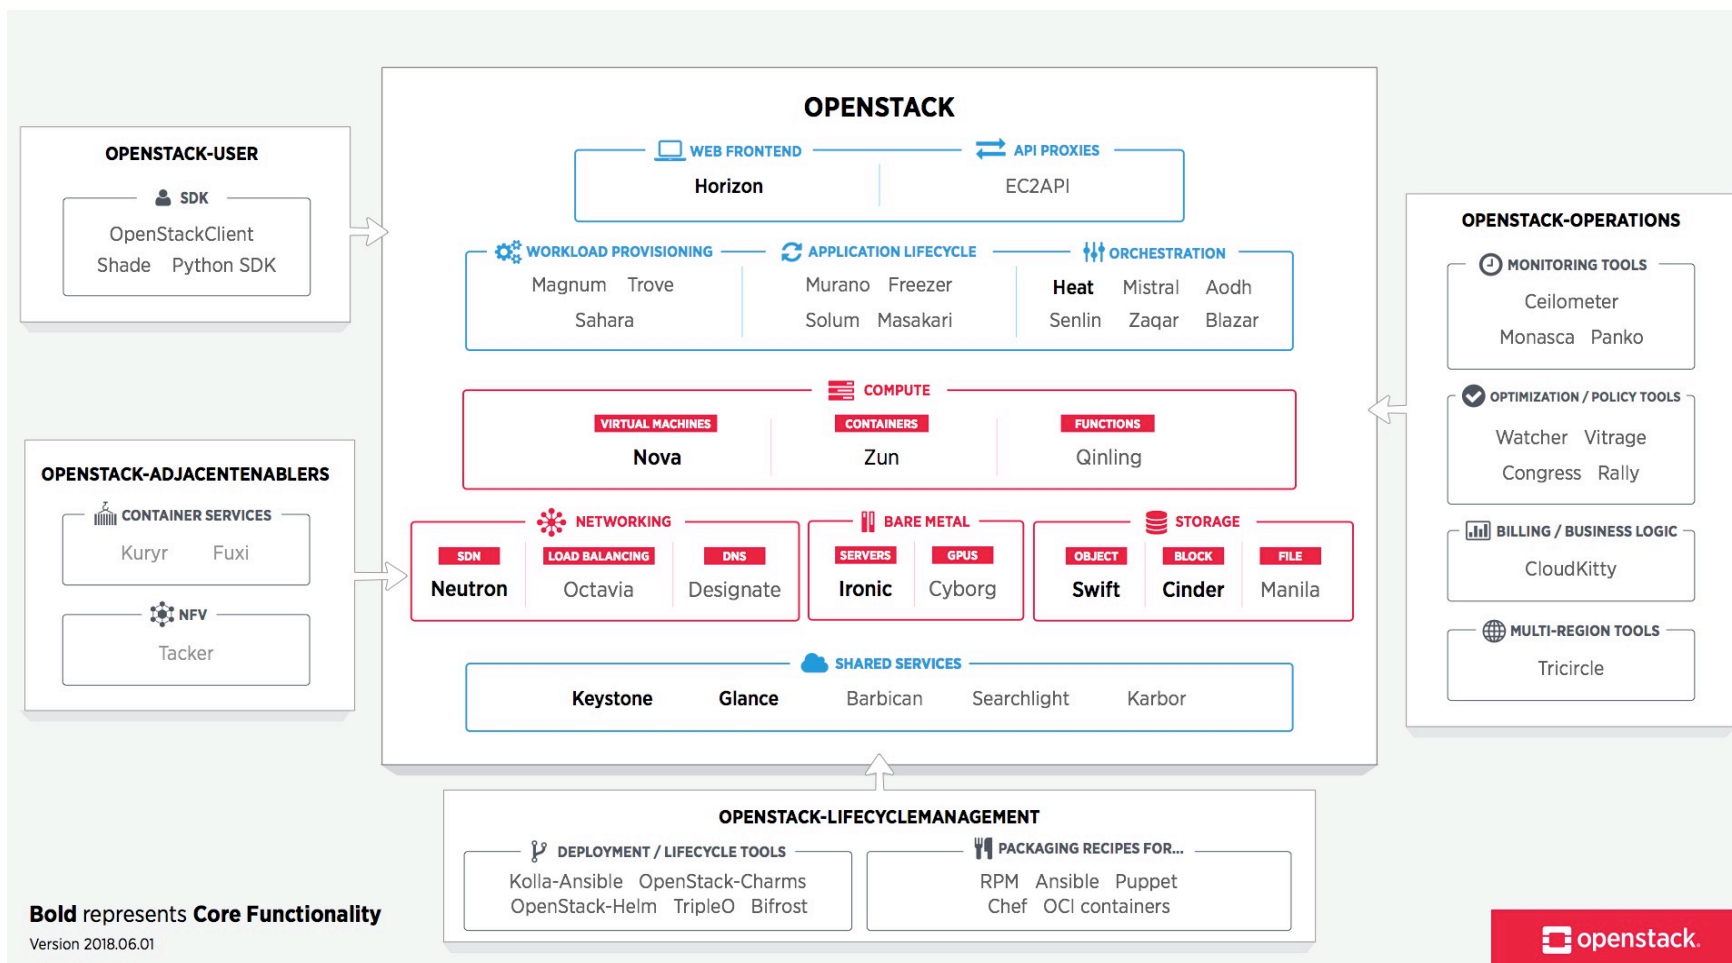 OPENSTACK
WEB FRONTEND
API PROXIES
Horizon
EC2API
WORKLOAD PROVISIONING
APPLICATION LIFECYCLE
ORCHESTRATION
Magnum Trove
Sahara
Murano Freezer
Solum Masakari
Heat Mistral Aodh
Senlin Zaqar Blazar
COMPUTE
VIRTUAL MACHINES
CONTAINERS
FUNCTIONS
Nova
Zun
Qinling
NETWORKING
SDN
LOAD BALANCING
DNS
Neutron
Octavia
Designate
BARE METAL
SERVERS
GPUS
Ironic
Cyborg
STORAGE
OBJECT
BLOCK
FILE
Swift
Cinder
Manila
SHARED SERVICES
Keystone Glance Barbican Searchlight Karbor
OPENSTACK-USER
SDK
OpenStackClient
Shade Python SDK
OPENSTACK-ADJACENTENABLERS
CONTAINER SERVICES
Kuryr Fuxi
NFV
Tacker
OPENSTACK-OPERATIONS
MONITORING TOOLS
Ceilometer
Monasca Panko
OPTIMIZATION / POLICY TOOLS
Watcher Vitrage
Congress Rally
BILLING / BUSINESS LOGIC
CloudKitty
MULTI-REGION TOOLS
Tricircle
OPENSTACK-LIFECYCLEMANAGEMENT
DEPLOYMENT / LIFECYCLE TOOLS
Kolla-Ansible OpenStack-Charms
OpenStack-Helm TripleO Bifrost
PACKAGING RECIPES FOR...
RPM Ansible Puppet
Chef OCI containers
Bold represents Core Functionality
Version 2018.06.01
openstack.